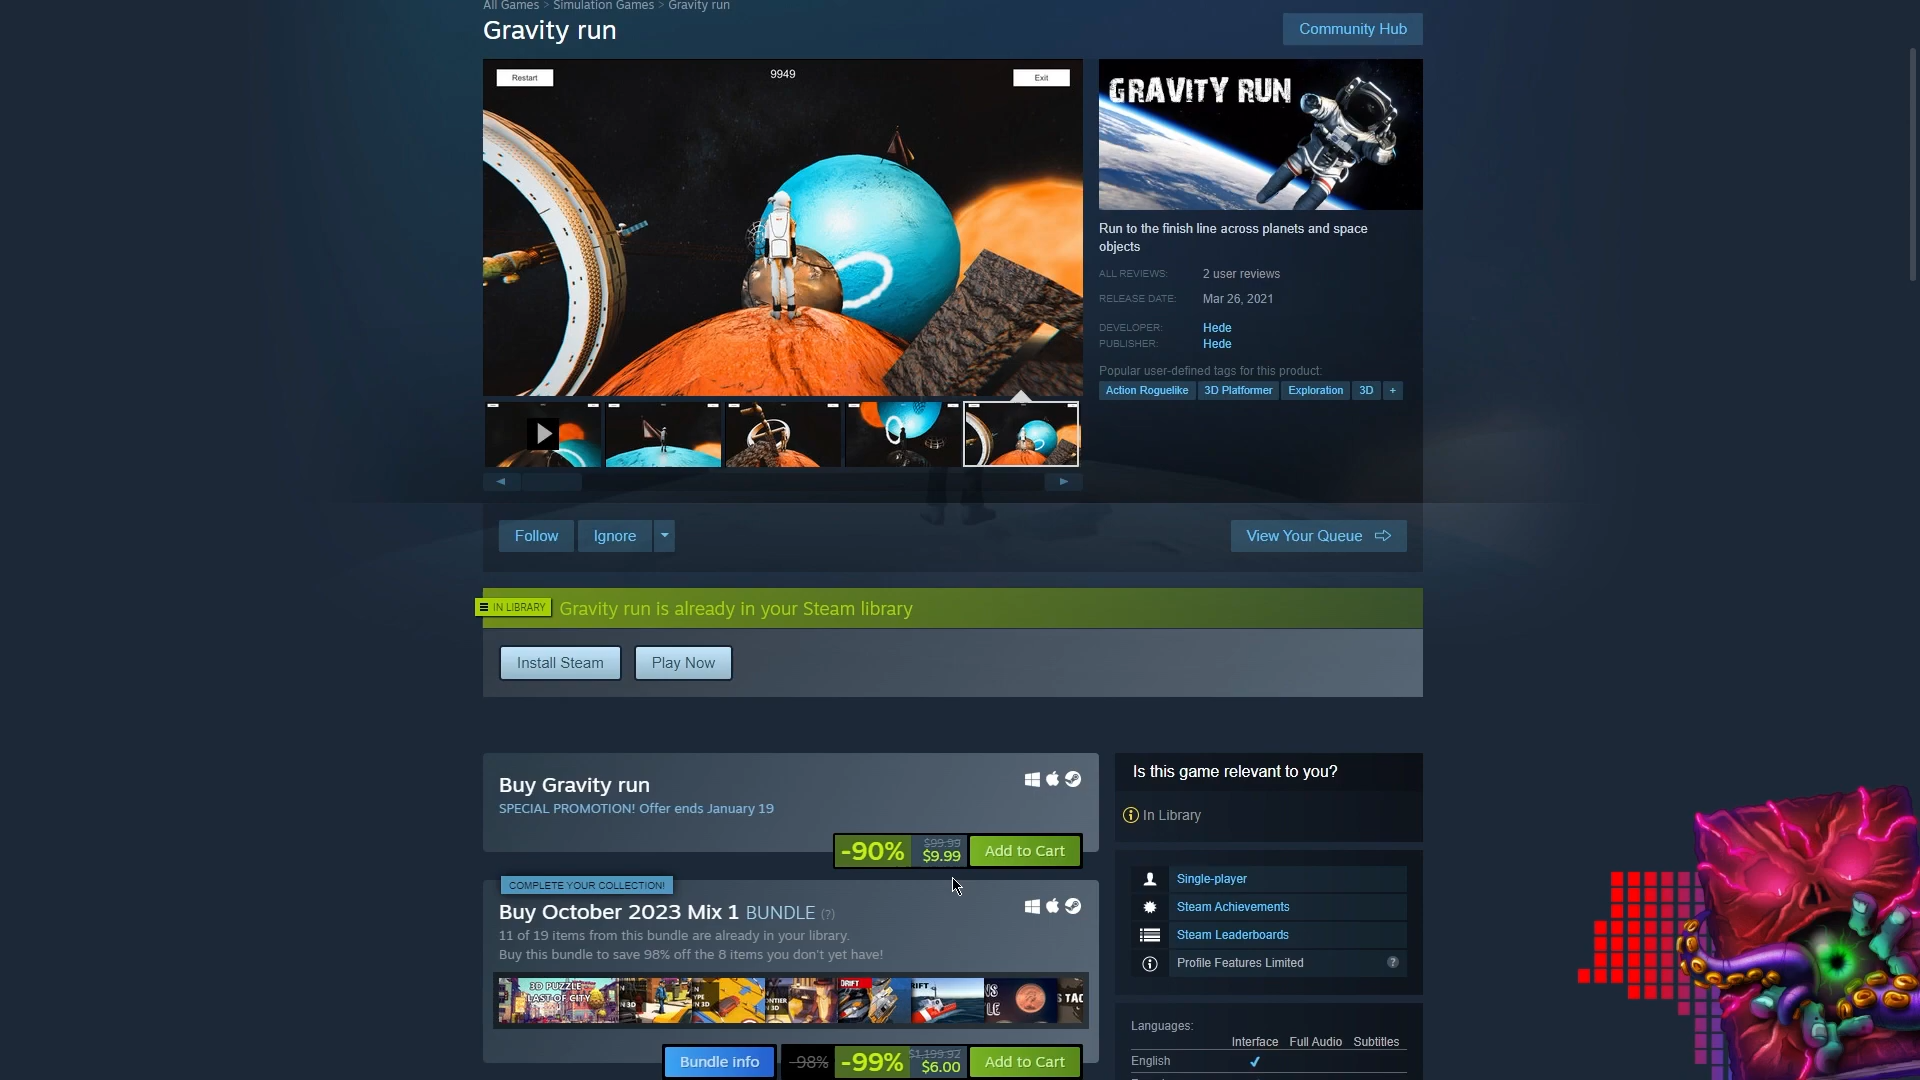 All Games > Simulation Games > Gravity run
Gravity run
Community Hub
Restart
9949
Exit
GRAVITY RUN
Run to the finish line across planets and space
objects
ALL REVIEWS: 2 user reviews
RELEASE DATE: Mar 26, 2021
DEVELOPER: Hede
PUBLISHER: Hede
Popular user-defined tags for this product:
Action Roguelike 3D Platformer Exploration 3D +
Follow Ignore
View Your Queue
IN LIBRARY Gravity run is already in your Steam library
Install Steam Play Now
Buy Gravity run
SPECIAL PROMOTION! Offer ends January 19
-90% $99.99 $9.99 Add to Cart
COMPLETE YOUR COLLECTION!
Buy October 2023 Mix 1 BUNDLE (?)
11 of 19 items from this bundle are already in your library.
Buy this bundle to save 98% off the 8 items you don't yet have!
3D PUZZLE
LAST OF CITY
DRIFT
Bundle info -98% -99% $1,199.92 $6.00 Add to Cart
Is this game relevant to you?
In Library
Single-player
Steam Achievements
Steam Leaderboards
Profile Features Limited ?
Languages:
Interface Full Audio Subtitles
English ✔